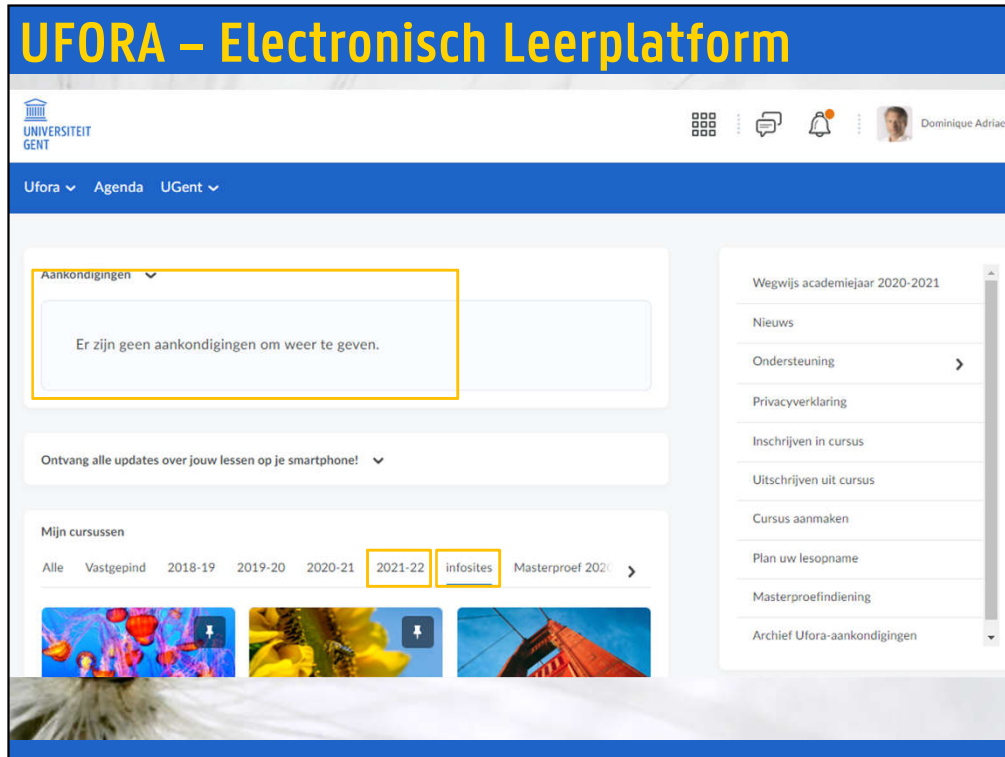 UFORA – Electronisch Leerplatform
UNIVERSITEIT
GENT
Dominique Adriae
Ufora Agenda UGent
Aankondigingen
Er zijn geen aankondigingen om weer te geven.
Ontvang alle updates over jouw lessen op je smartphone!
Mijn cursussen
Alle Vastgepind 2018-19 2019-20 2020-21 2021-22 infosites Masterproef 202
Wegwijs academiejaar 2020-2021
Nieuws
Ondersteuning
Privacyverklaring
Inschrijven in cursus
Uitschrijven uit cursus
Cursus aanmaken
Plan uw lesopname
Masterproefindiening
Archief Ufora-aankondigingen